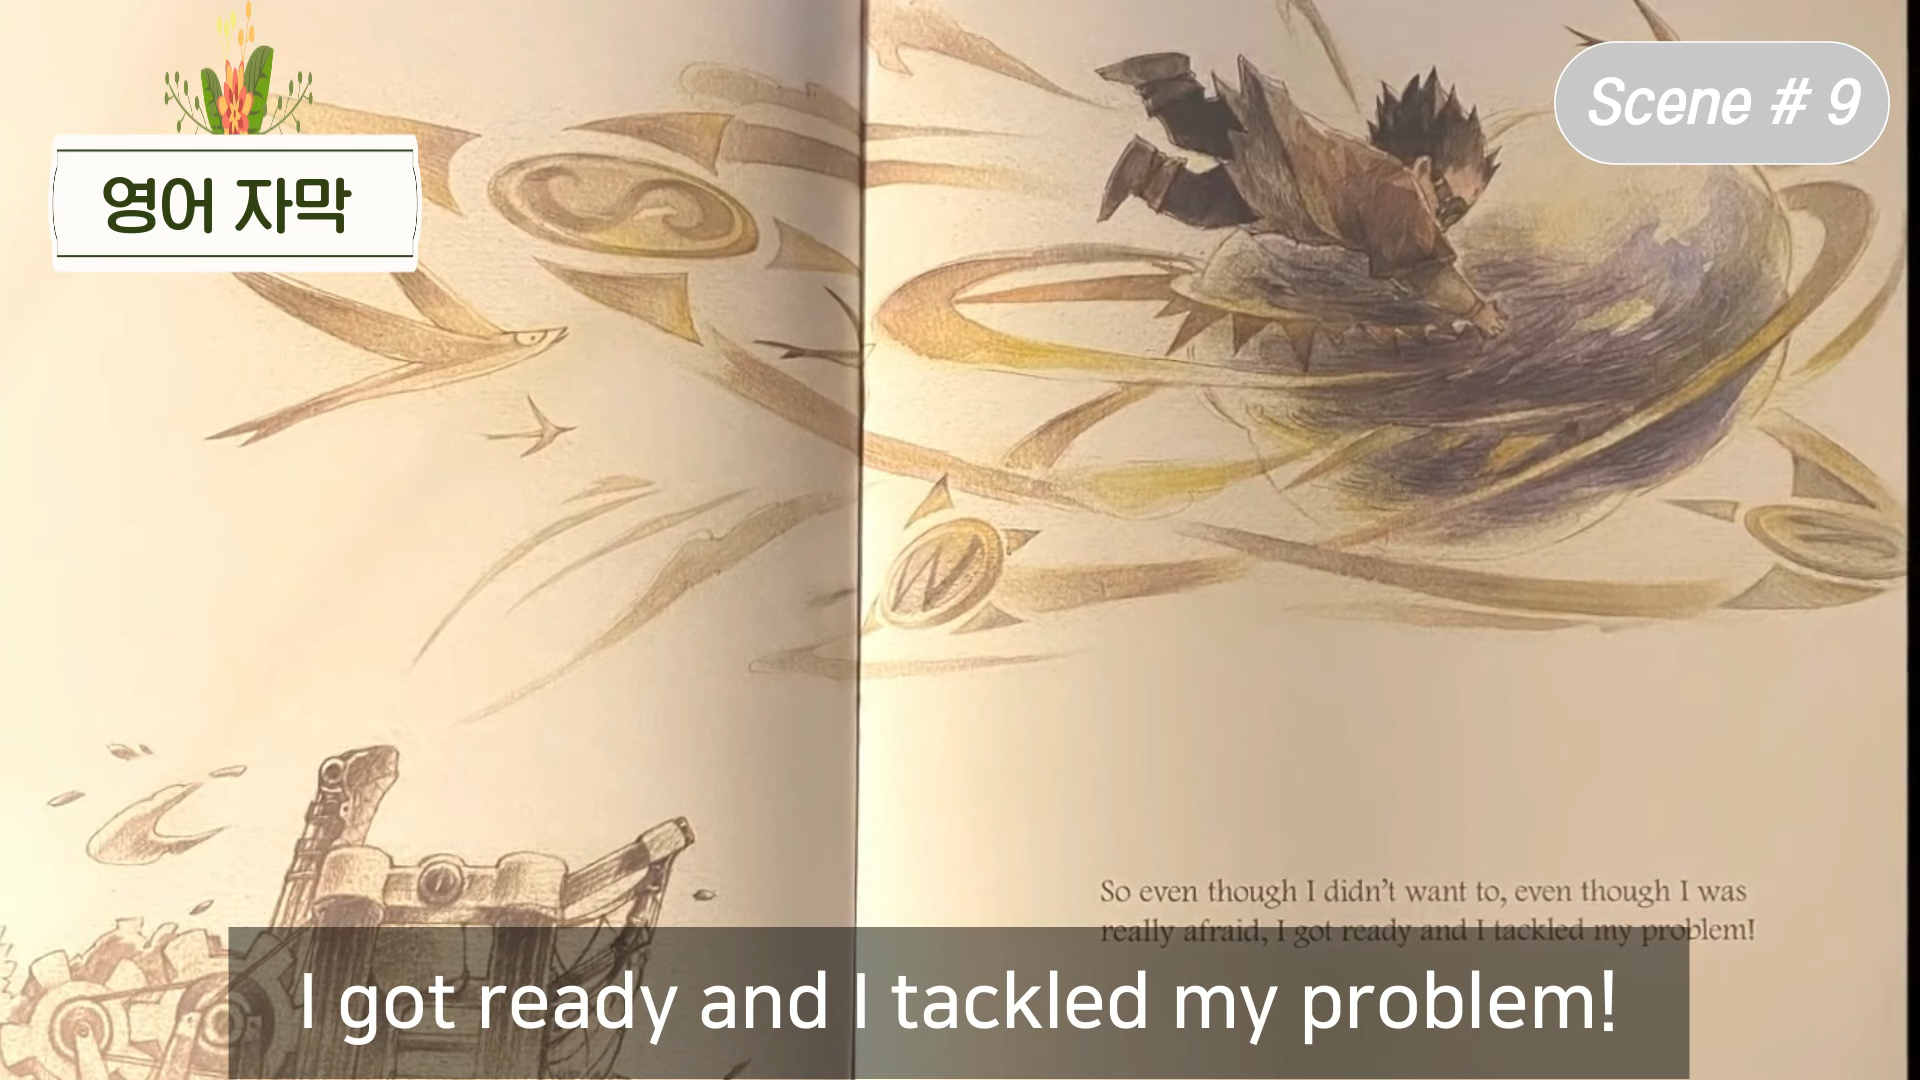 영어 자막
Scene # 9
So even though I didn't want to, even though I was
really afraid, I got ready and I tackled my problem!
I got ready and I tackled my problem!